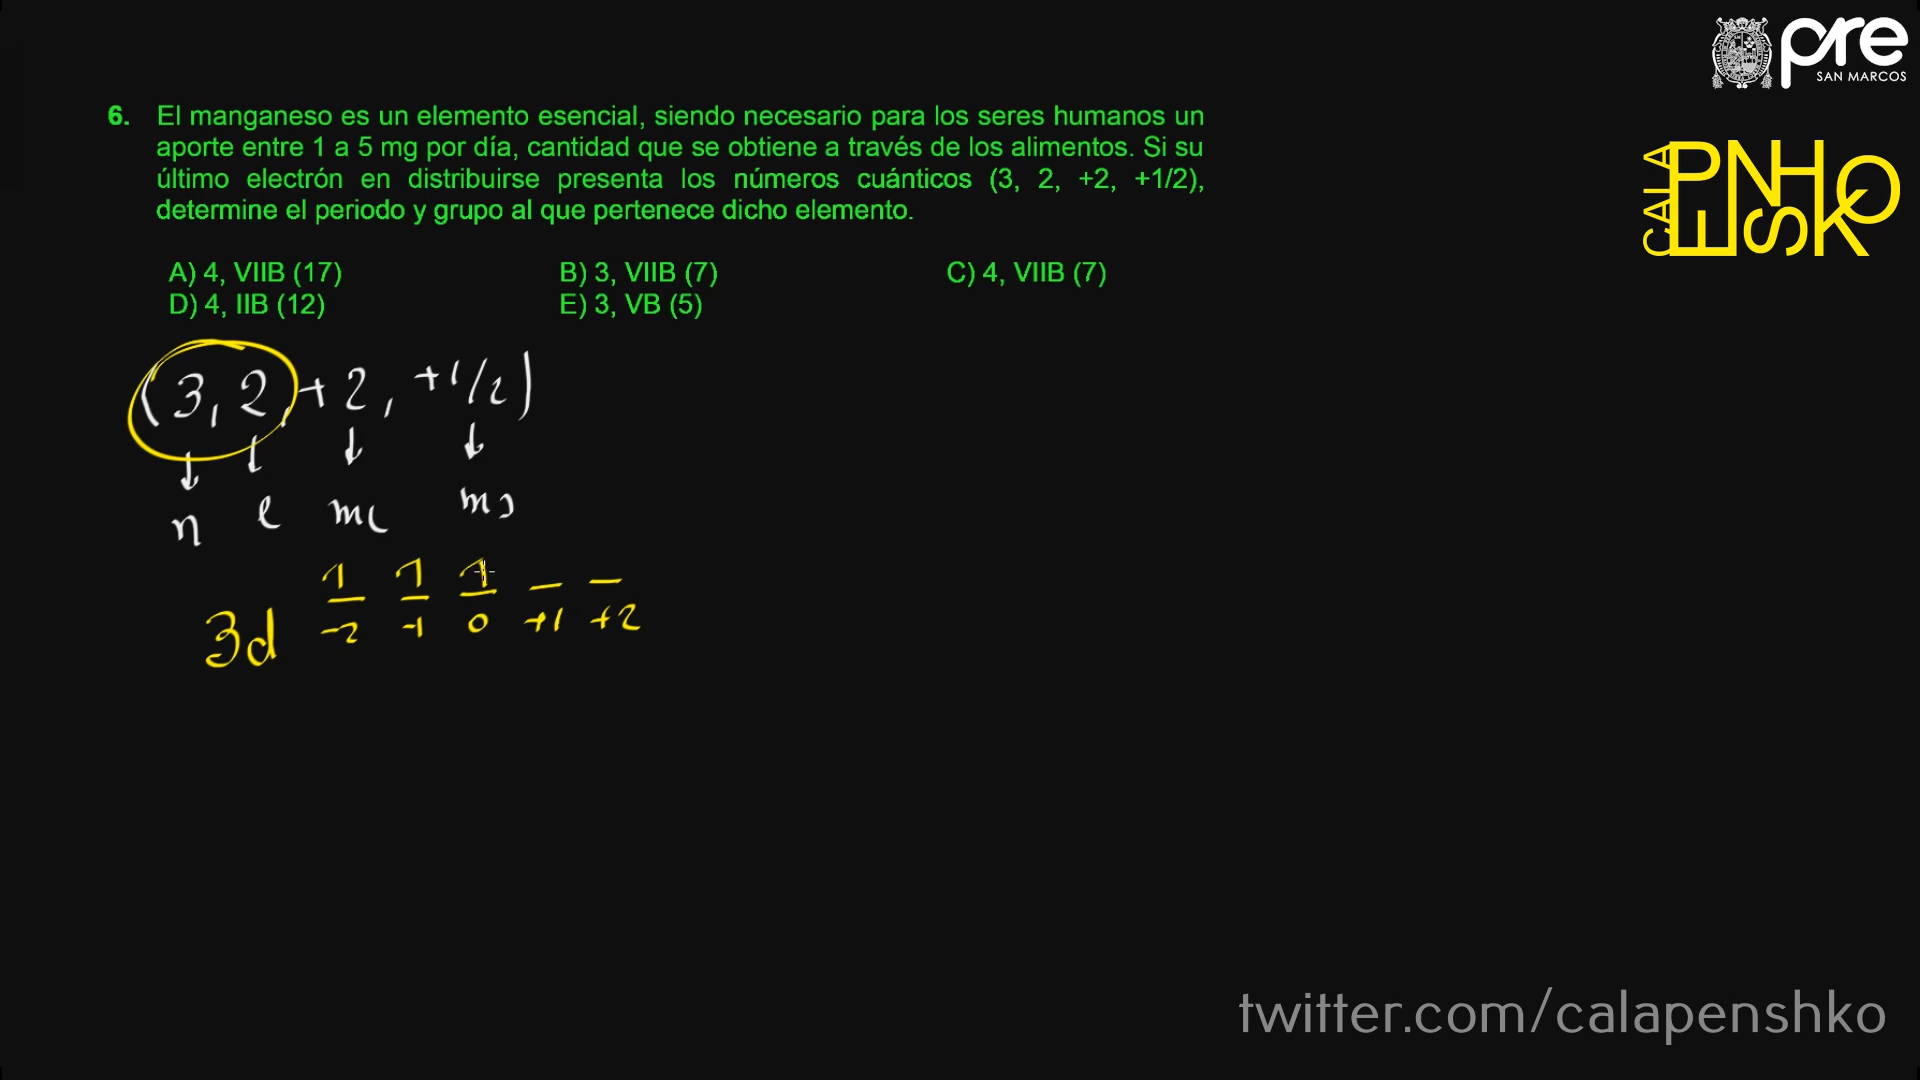 pre
SAN MARCOS
CALA
PENSHKO
6. El manganeso es un elemento esencial, siendo necesario para los seres humanos un
aporte entre 1 a 5 mg por día, cantidad que se obtiene a través de los alimentos. Si su
último electrón en distribuirse presenta los números cuánticos (3, 2, +2, +1/2),
determine el periodo y grupo al que pertenece dicho elemento.
A) 4, VIIB (17) B) 3, VIIB (7) C) 4, VIIB (7)
D) 4, IIB (12) E) 3, VB (5)
(3, 2, +2, +1/2)
n l ml ms
1 1 1
3d -2 -1 0 +1 +2
twitter.com/calapenshko